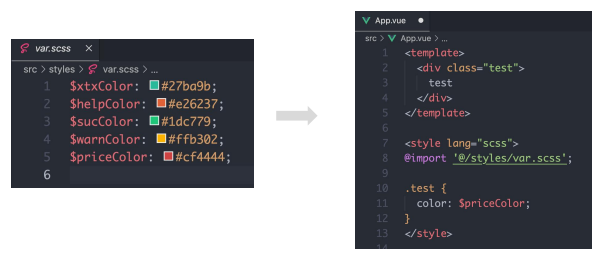 var.scss ×
src > styles > var.scss > ...
1 $xtxColor: #27ba9b;
2 $helpColor: #e26237;
3 $sucColor: #1dc779;
4 $warnColor: #ffb302;
5 $priceColor: #cf4444;
6
App.vue ●
src > App.vue > ...
1 <template>
2 <div class="test">
3 test
4 </div>
5 </template>
6
7 <style lang="scss">
8 @import '@/styles/var.scss';
9
10 .test {
11 color: $priceColor;
12 }
13 </style>
14